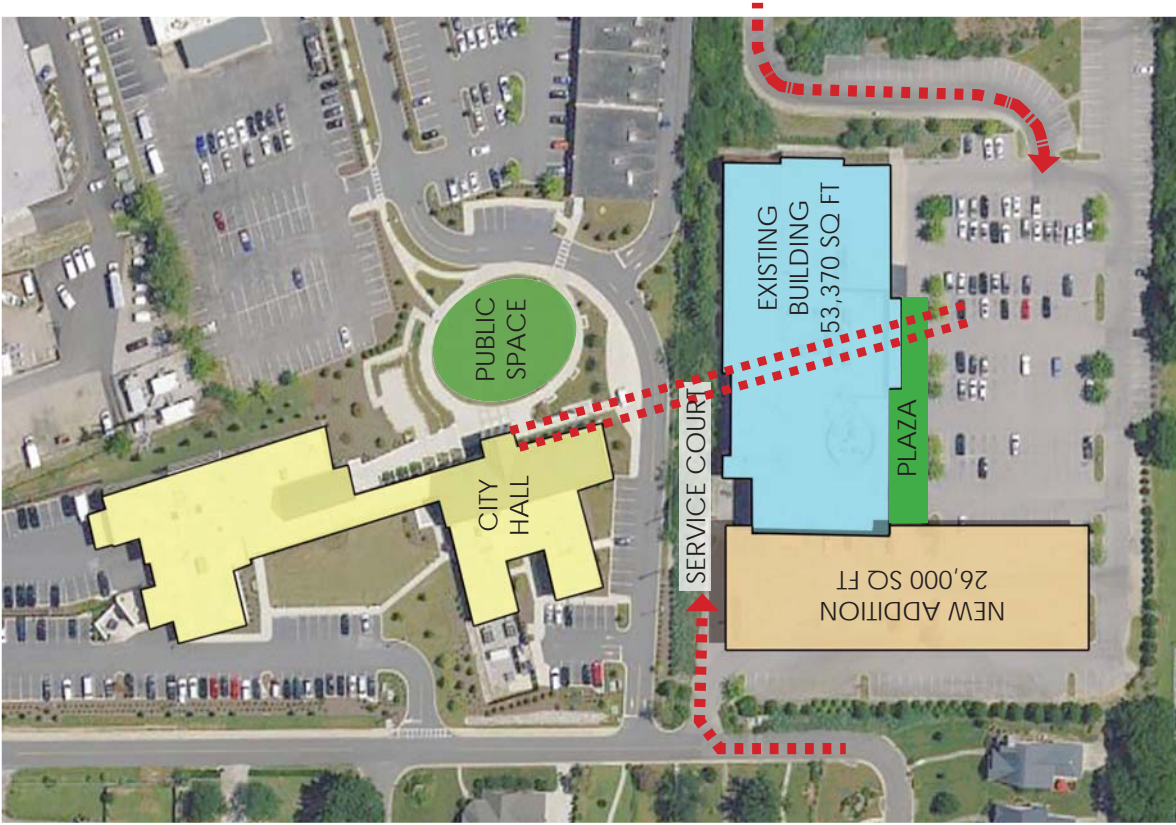 PUBLIC
SPACE
CITY
HALL
SERVICE COURT
EXISTING
BUILDING
53,370 SQ FT
PLAZA
NEW ADDITION
26,000 SQ FT